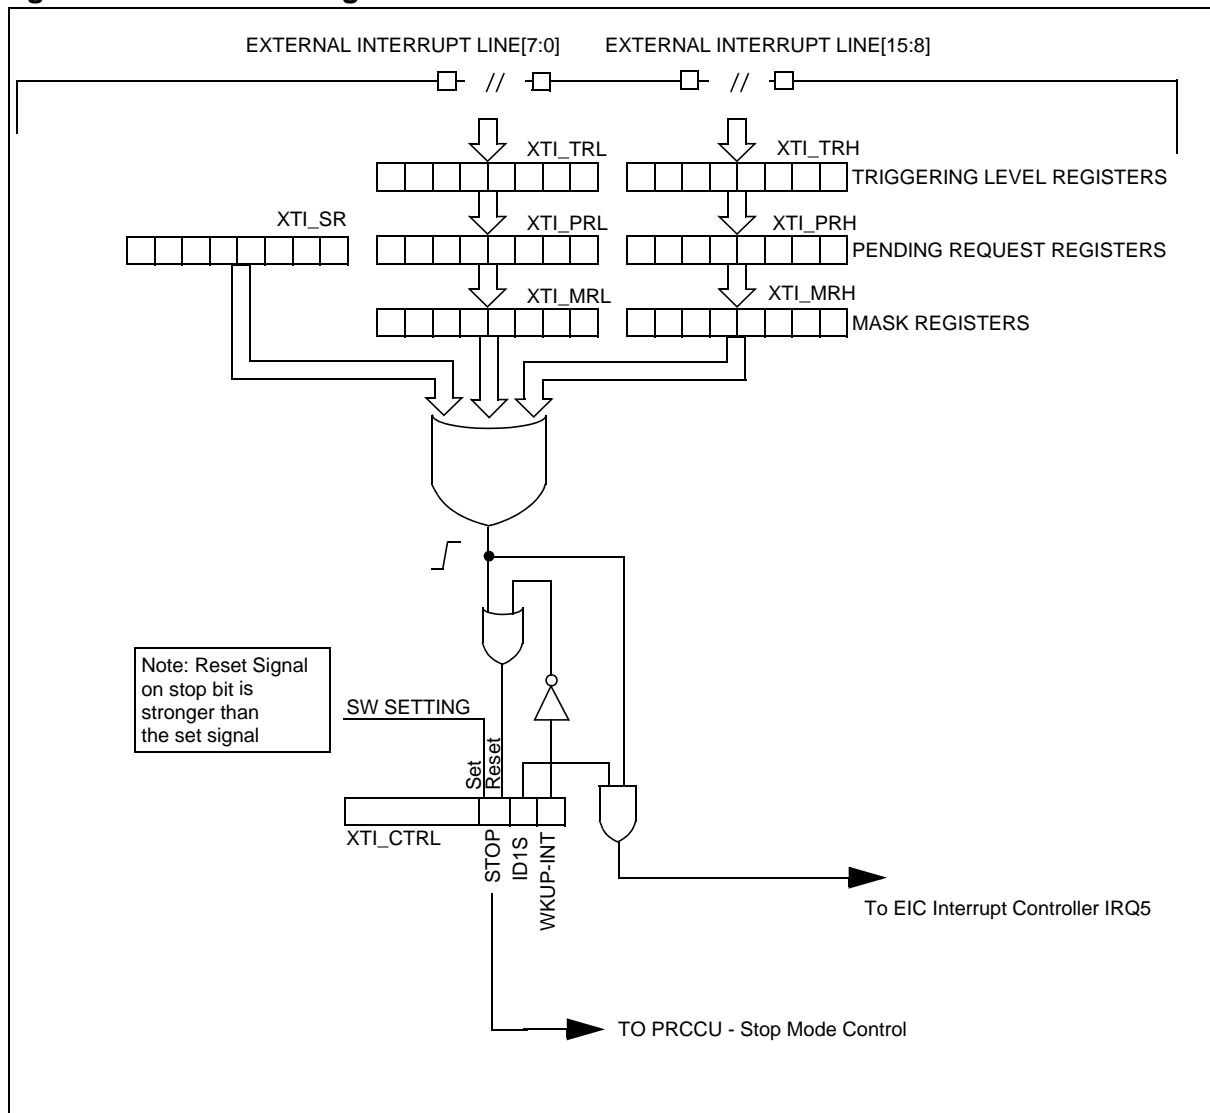 EXTERNAL INTERRUPT LINE[7:0]
EXTERNAL INTERRUPT LINE[15:8]
//
//
XTI_TRL
XTI_TRH
TRIGGERING LEVEL REGISTERS
XTI_SR
XTI_PRL
XTI_PRH
PENDING REQUEST REGISTERS
XTI_MRL
XTI_MRH
MASK REGISTERS
Note: Reset Signal
on stop bit is
stronger than
the set signal
SW SETTING
Set
Reset
XTI_CTRL
STOP
ID1S
WKUP-INT
To EIC Interrupt Controller IRQ5
TO PRCCU - Stop Mode Control